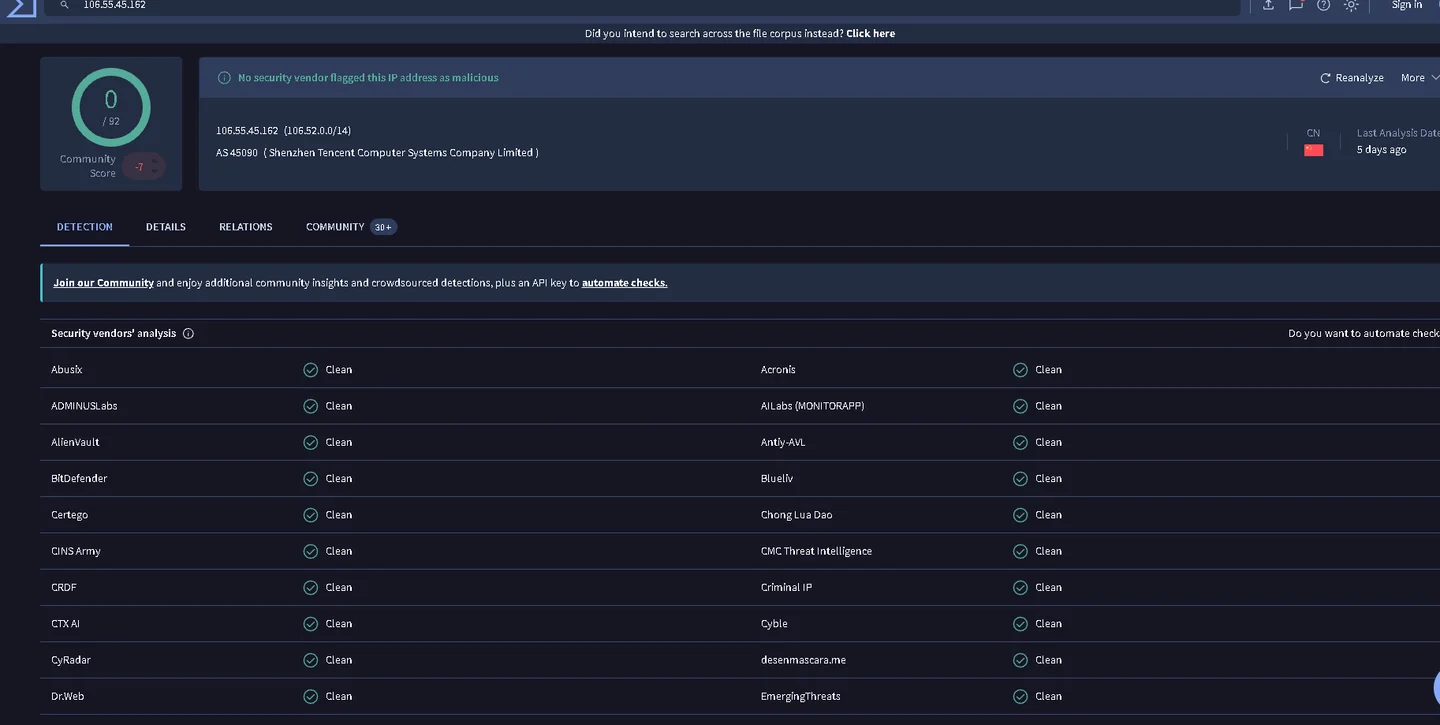 106.55.45.162
Sign in
Did you intend to search across the file corpus instead? Click here
0
/ 92
Community
Score
-7
No security vendor flagged this IP address as malicious
Reanalyze
More
106.55.45.162 (106.52.0.0/14)
AS 45090 ( Shenzhen Tencent Computer Systems Company Limited )
CN
Last Analysis Date
5 days ago
DETECTION
DETAILS
RELATIONS
COMMUNITY 30+
Join our Community and enjoy additional community insights and crowdsourced detections, plus an API key to automate checks.
Security vendors' analysis
Do you want to automate check
Abusix Clean Acronis Clean
ADMINUSLabs Clean AILabs (MONITORAPP) Clean
AlienVault Clean Antiy-AVL Clean
BitDefender Clean Blueliv Clean
Certego Clean Chong Lua Dao Clean
CINS Army Clean CMC Threat Intelligence Clean
CRDF Clean Criminal IP Clean
CTX AI Clean Cyble Clean
CyRadar Clean desenmascara.me Clean
Dr.Web Clean EmergingThreats Clean